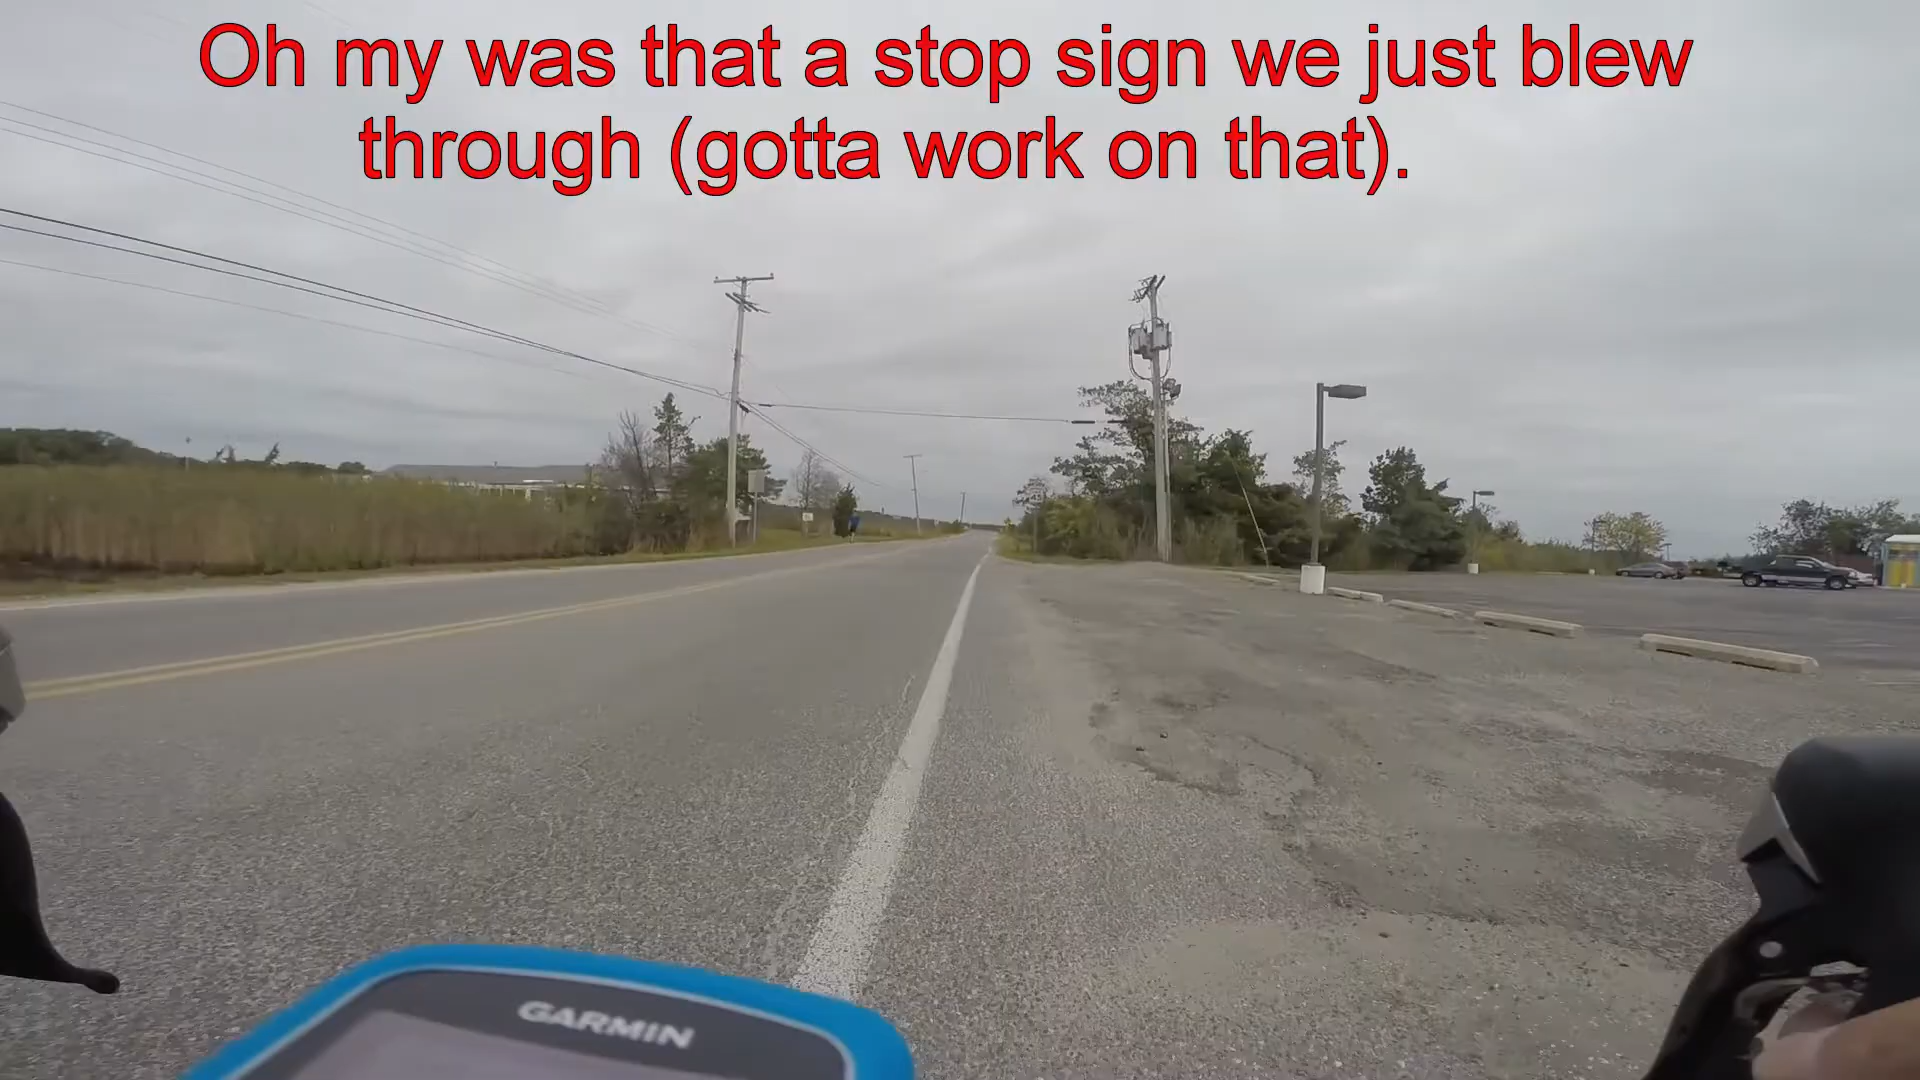 Oh my was that a stop sign we just blew
through (gotta work on that).
GARMIN